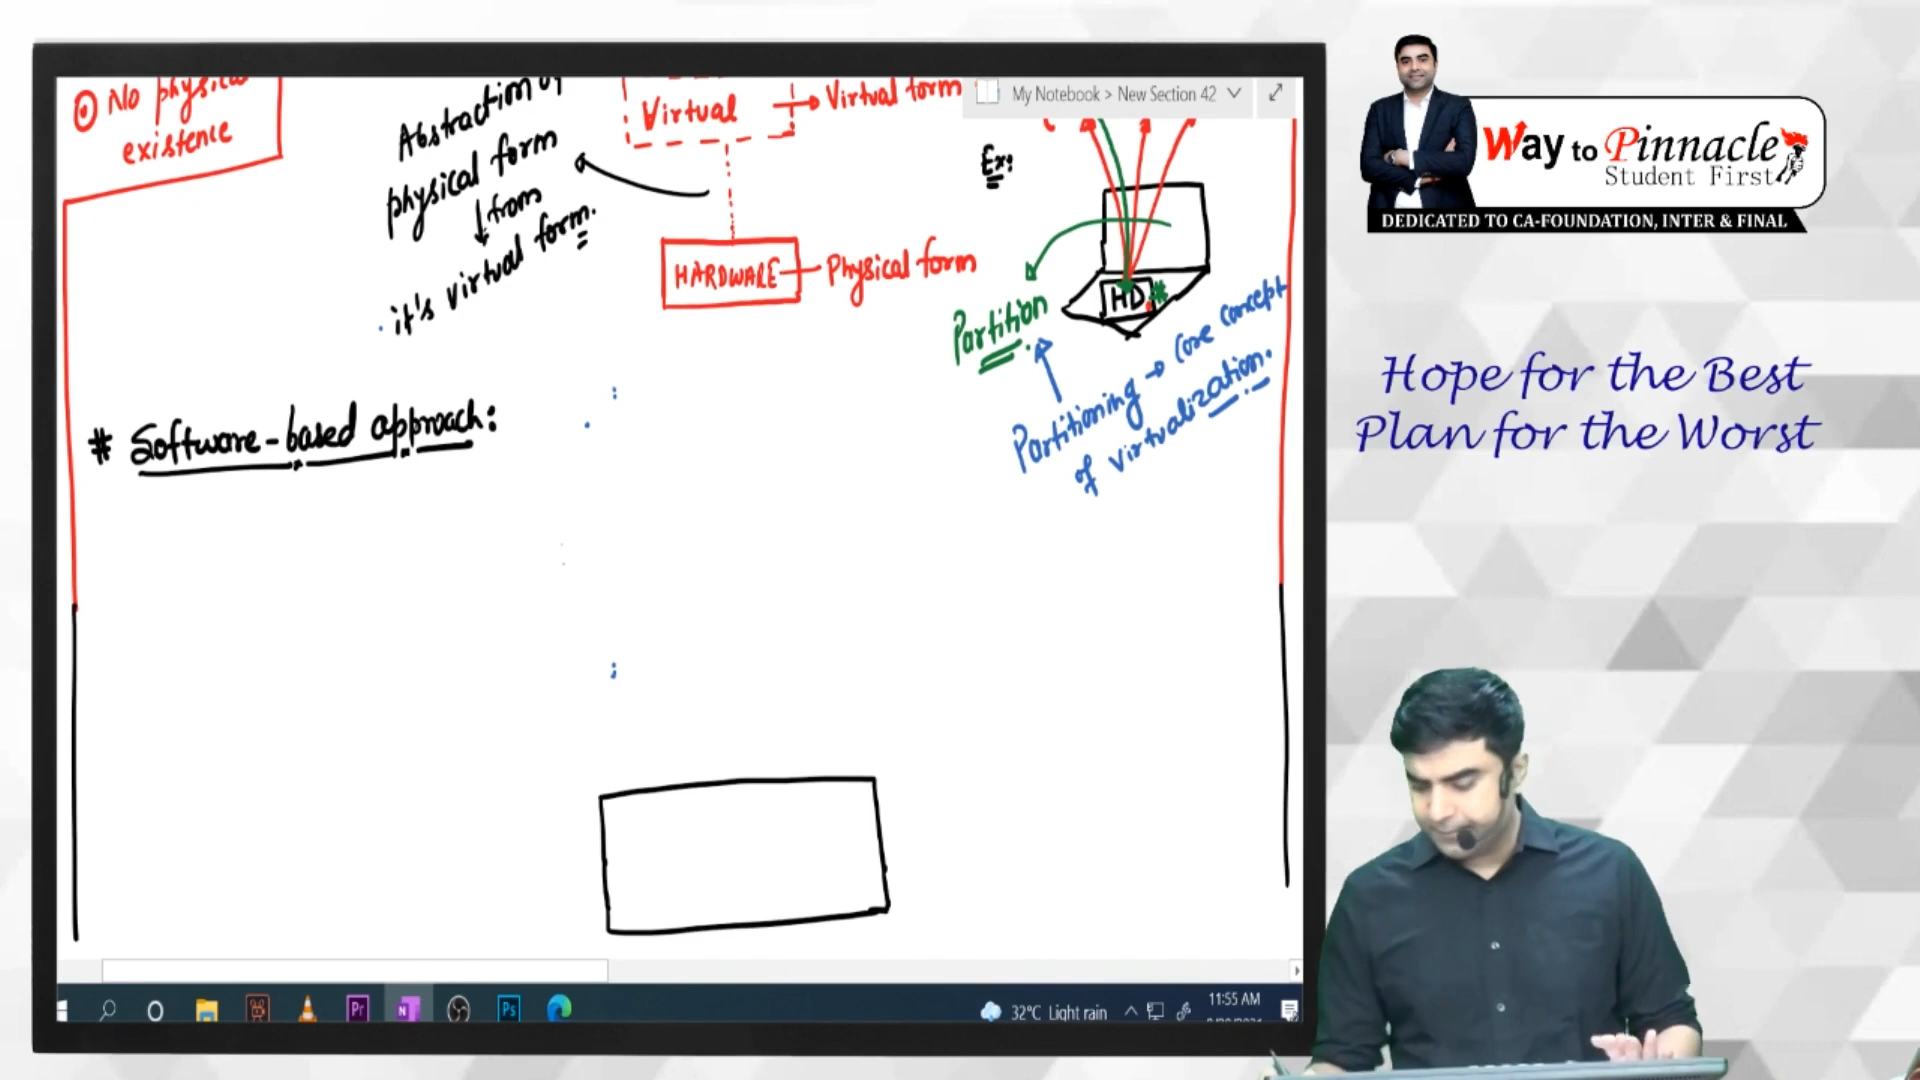 No physical
existence
Abstraction of
physical form
from
it's virtual form.
Virtual
Virtual form
HARDWARE
Physical form
My Notebook > New Section 42
Ex:
HD
Partition
Partitioning → Core concept
of virtualization.
# Software-based approach:
32°C Light rain
11:55 AM
Pr
N
Ps
Way to Pinnacle
Student First
DEDICATED TO CA-FOUNDATION, INTER & FINAL
Hope for the Best
Plan for the Worst